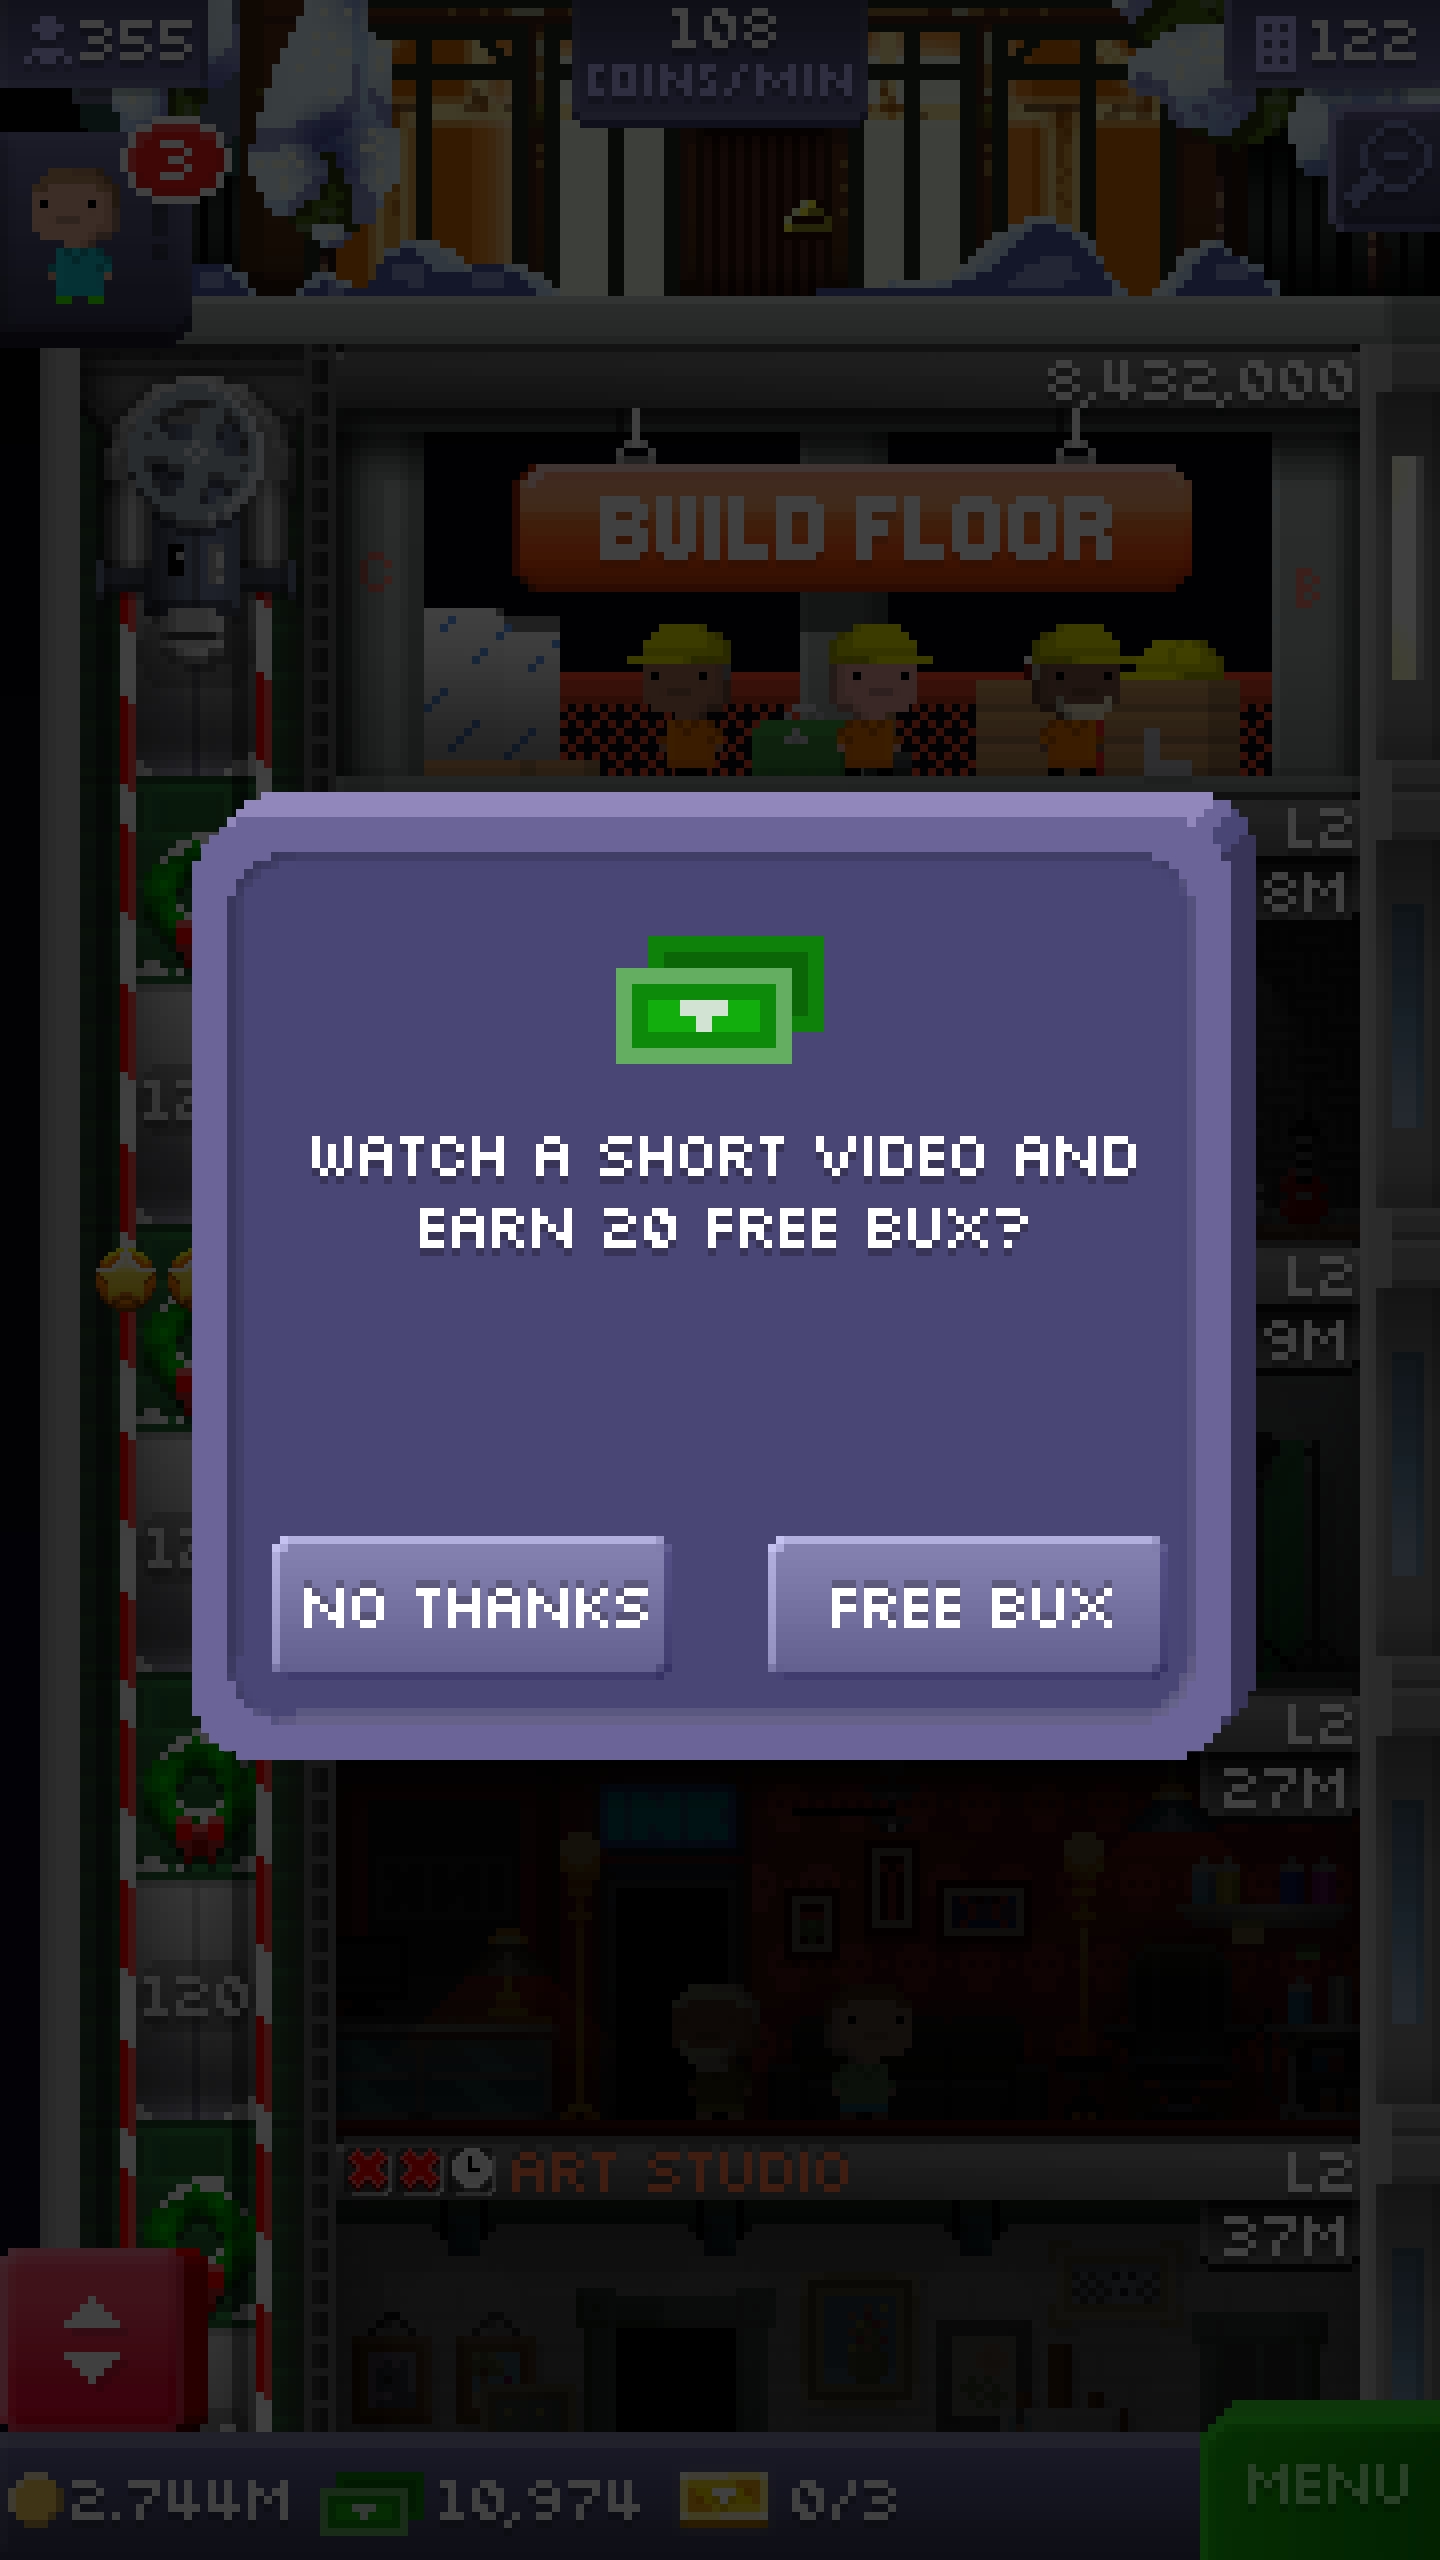 355
108
COINS/MIN
122
3
8,432,000
BUILD FLOOR
C
B
L2
8M
WATCH A SHORT VIDEO AND
EARN 20 FREE BUX?
L2
9M
NO THANKS
FREE BUX
L2
27M
INK
120
ART STUDIO
L2
37M
2.744M
10,974
0/3
MENU